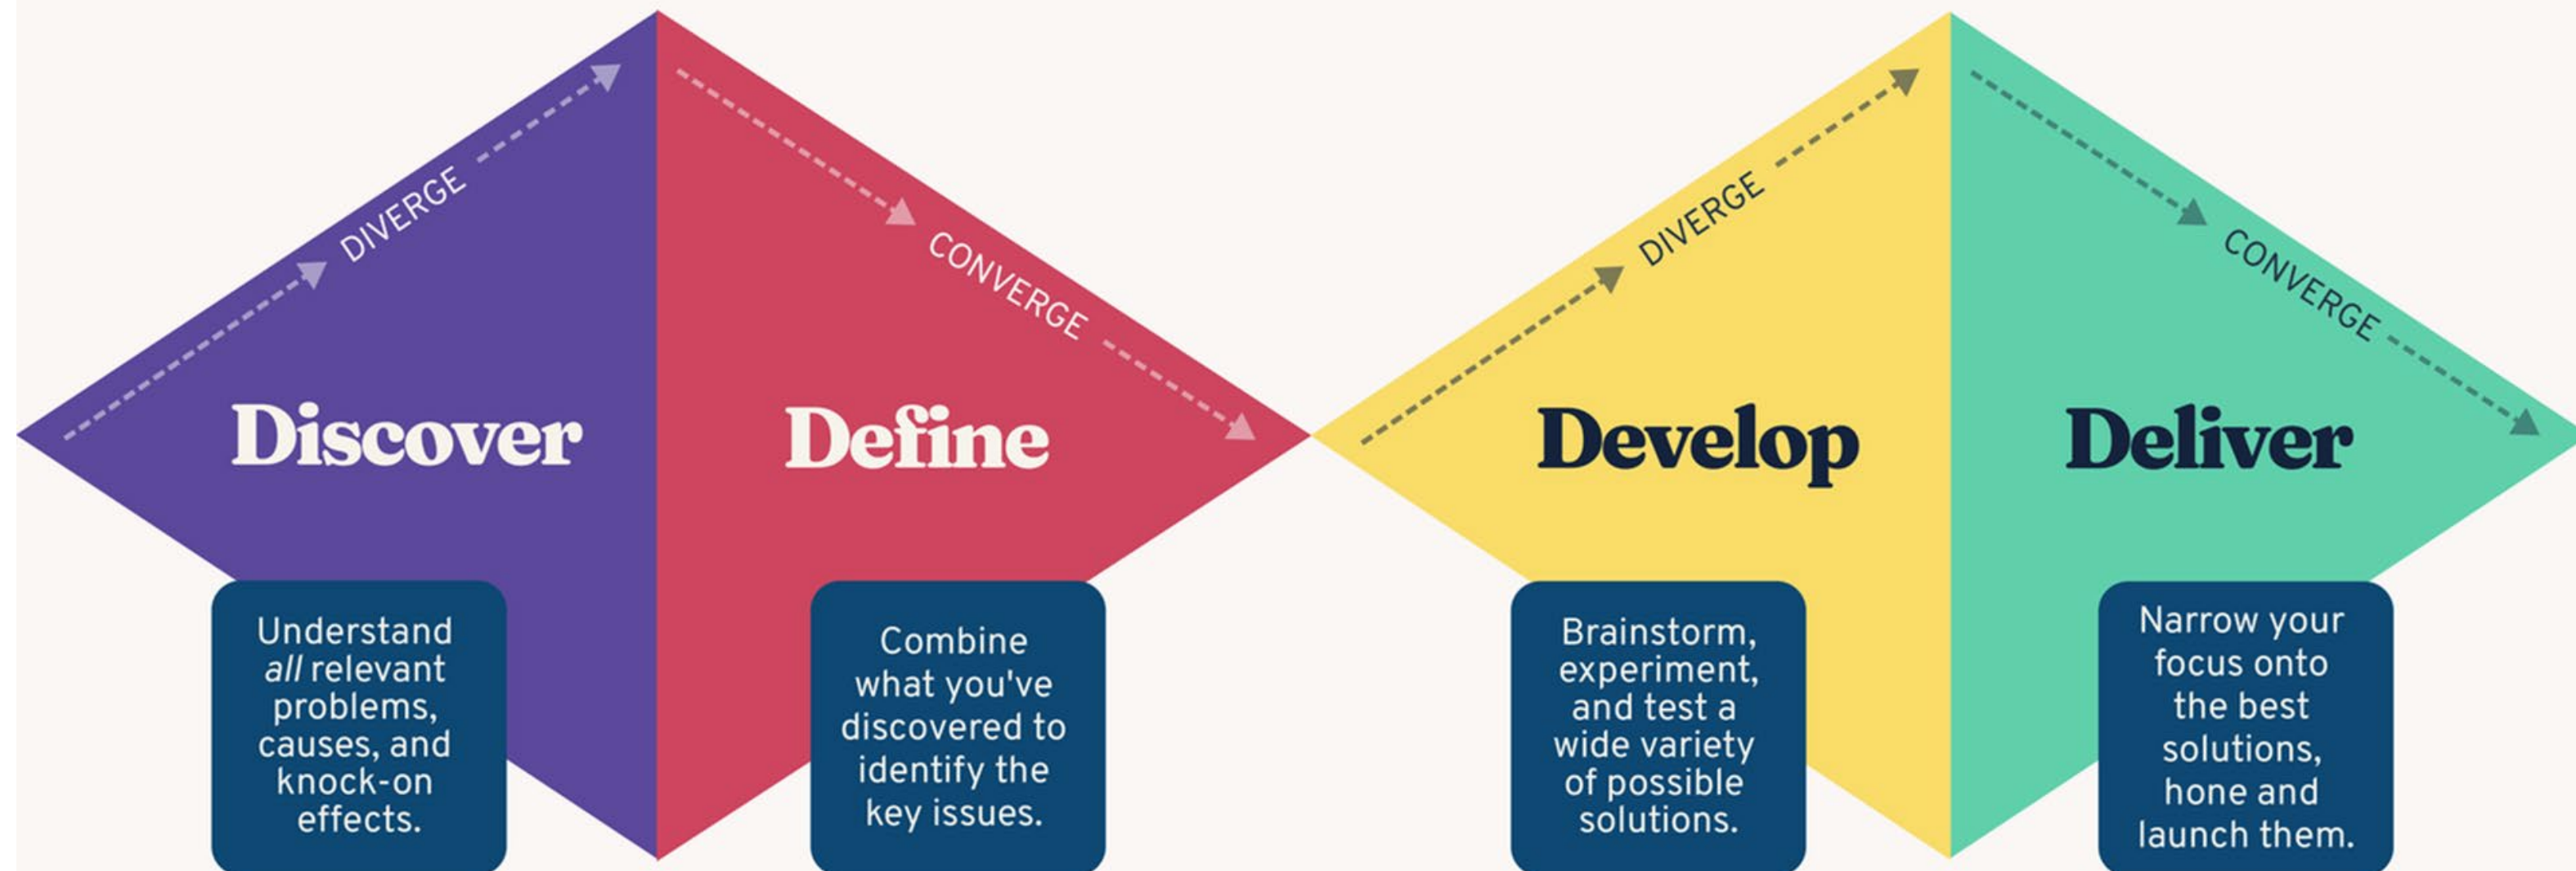 DIVERGE
CONVERGE
Discover
Define
Understand
all relevant
problems,
causes, and
knock-on
effects.
Combine
what you've
discovered to
identify the
key issues.
DIVERGE
CONVERGE
Develop
Deliver
Brainstorm,
experiment,
and test a
wide variety
of possible
solutions.
Narrow your
focus onto
the best
solutions,
hone and
launch them.